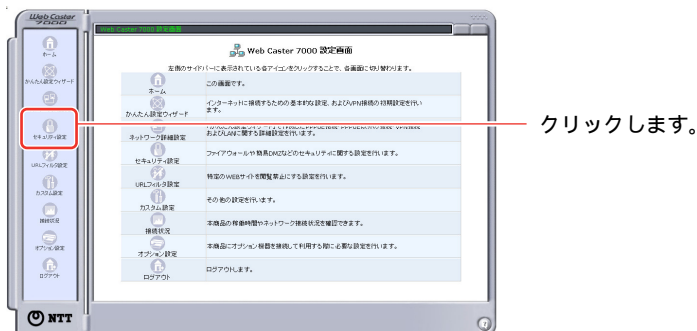 Web Caster
7000
Web Caster 7000 設定画面
Web Caster 7000 設定画面
左側のサイドバーに表示されている各アイコンをクリックすることで、各画面に切り替わります。
ホーム
かんたん設定ウィザード
セキュリティ設定
URLフィルタ設定
カスタム設定
接続状況
オプション設定
ログアウト
ホーム
この画面です。
かんたん設定ウィザード
インターネットに接続するための基本的な設定、およびVPN接続の初期設定を行い
ます。
ネットワーク詳細設定
およびLANに関する詳細設定を行います。
セキュリティ設定
ファイアウォールや簡易DMZなどのセキュリティに関する設定を行います。
URLフィルタ設定
特定のWEBサイトを閲覧禁止にする設定を行います。
カスタム設定
その他の設定を行います。
接続状況
本商品の稼働時間やネットワーク接続状況を確認できます。
オプション設定
本商品にオプション機器を接続して利用する際に必要な設定を行います。
ログアウト
ログアウトします。
クリックします。
NTT